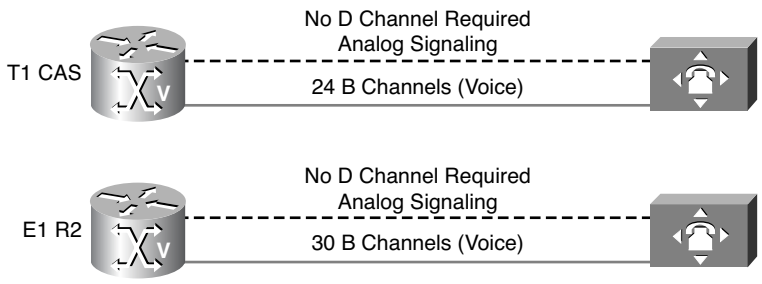 No D Channel Required
Analog Signaling
T1 CAS
24 B Channels (Voice)
V
No D Channel Required
Analog Signaling
E1 R2
30 B Channels (Voice)
V